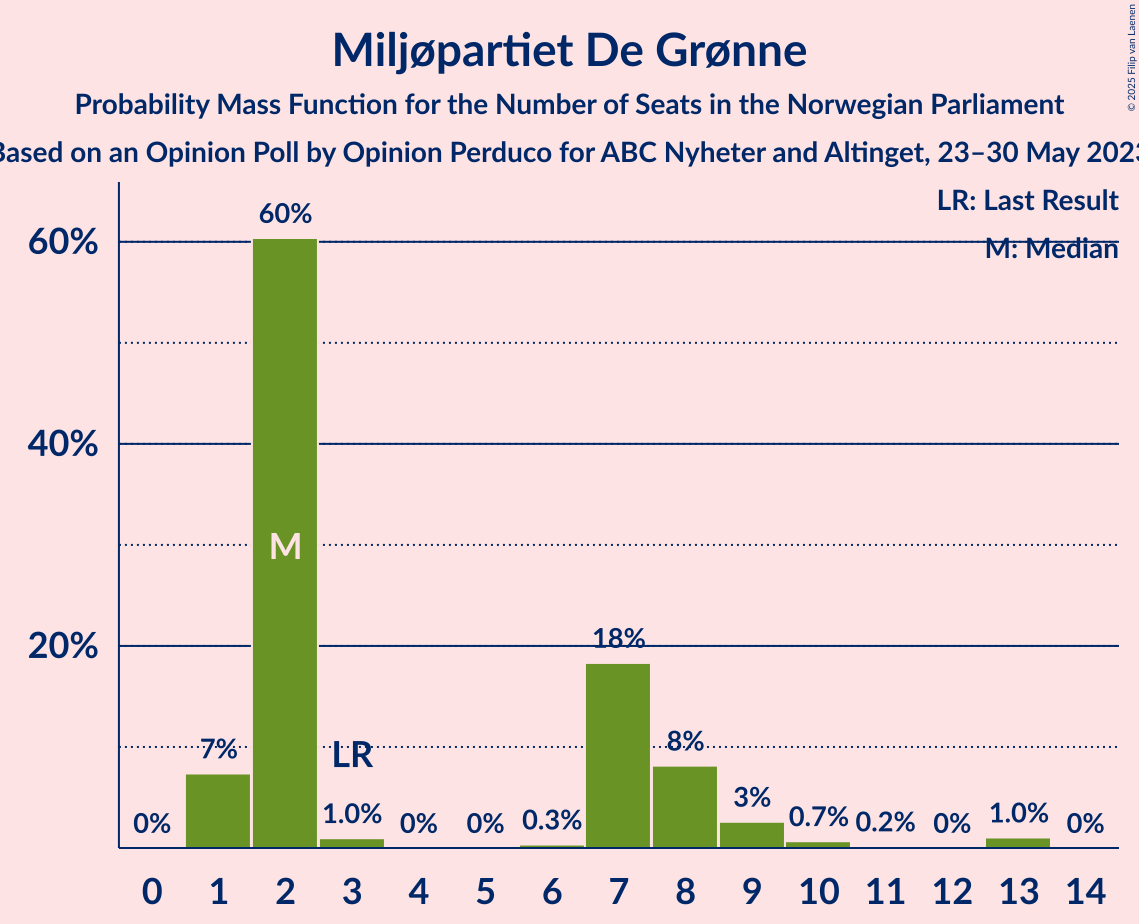 Miljøpartiet De Grønne
Probability Mass Function for the Number of Seats in the Norwegian Parliament
Based on an Opinion Poll by Opinion Perduco for ABC Nyheter and Altinget, 23–30 May 2023
© 2025 Filip van Laenen
LR: Last Result
M: Median
60%
40%
20%
0% 7% 60% 1.0% 0% 0% 0.3% 18% 8% 3% 0.7% 0.2% 0% 1.0% 0%
M
LR
0 1 2 3 4 5 6 7 8 9 10 11 12 13 14